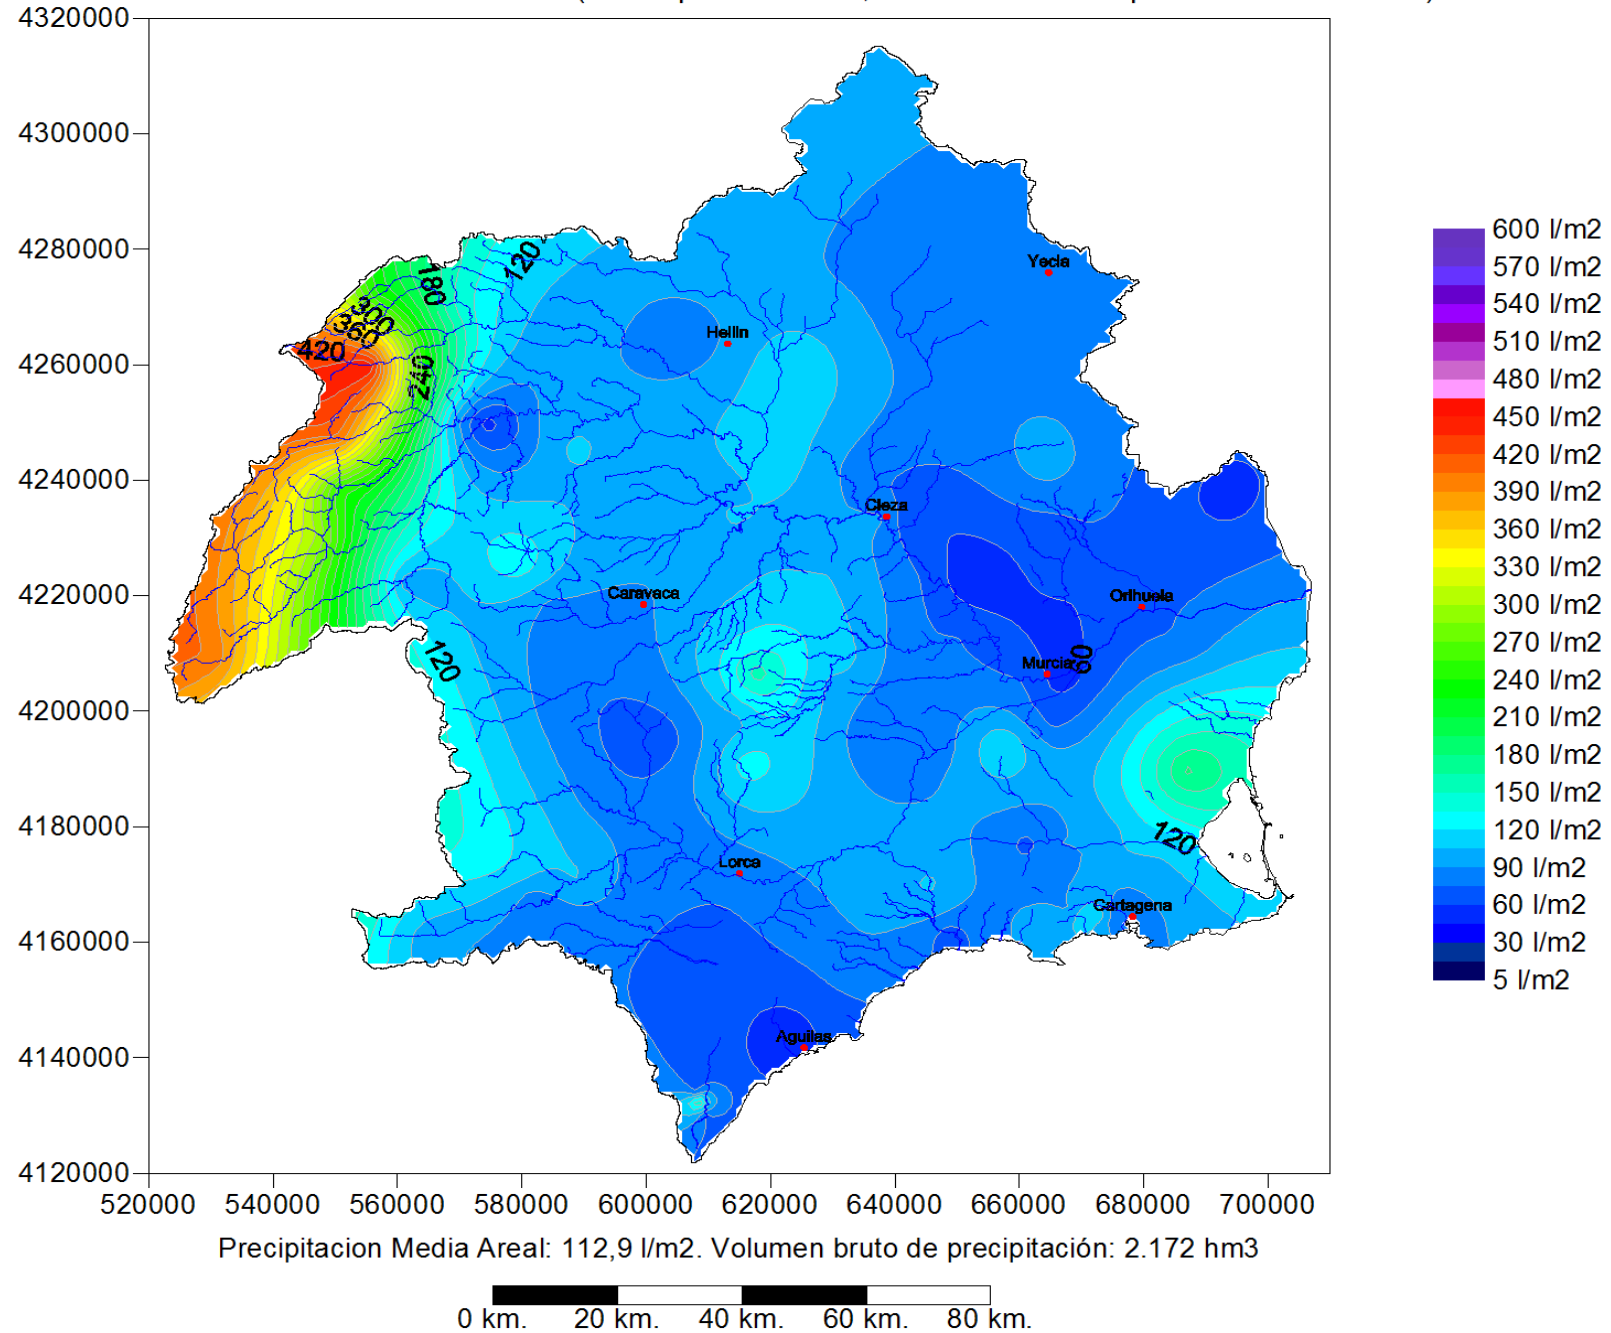 4320000
4300000
4280000
4260000
4240000
4220000
4200000
4180000
4160000
4140000
4120000
520000 540000 560000 580000 600000 620000 640000 660000 680000 700000
120
180
300
360
420
240
120
60
120
Yecla
Hellin
Cieza
Caravaca
Orihuela
Murcia
Lorca
Cartagena
Aguilas
600 l/m2
570 l/m2
540 l/m2
510 l/m2
480 l/m2
450 l/m2
420 l/m2
390 l/m2
360 l/m2
330 l/m2
300 l/m2
270 l/m2
240 l/m2
210 l/m2
180 l/m2
150 l/m2
120 l/m2
90 l/m2
60 l/m2
30 l/m2
5 l/m2
Precipitacion Media Areal: 112,9 l/m2. Volumen bruto de precipitación: 2.172 hm3
0 km. 20 km. 40 km. 60 km. 80 km.